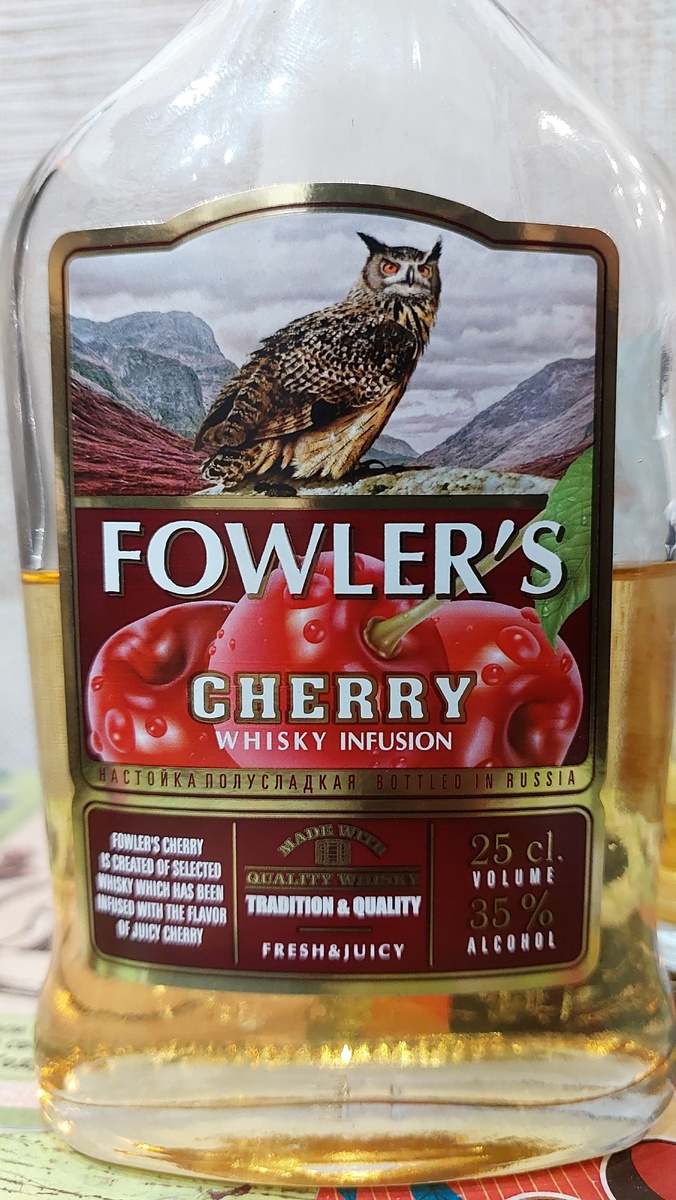 FOWLER'S
CHERRY
WHISKY INFUSION
НАСТОЙКА ПОЛУСЛАДКАЯ BOTTLED IN RUSSIA
FOWLER'S CHERRY
IS CREATED OF SELECTED
WHISKY WHICH HAS BEEN
INFUSED WITH THE FLAVOR
OF JUICY CHERRY
MADE WITH
QUALITY WHISKY
TRADITION & QUALITY
FRESH&JUICY
25 cl.
VOLUME
35%
ALCOHOL